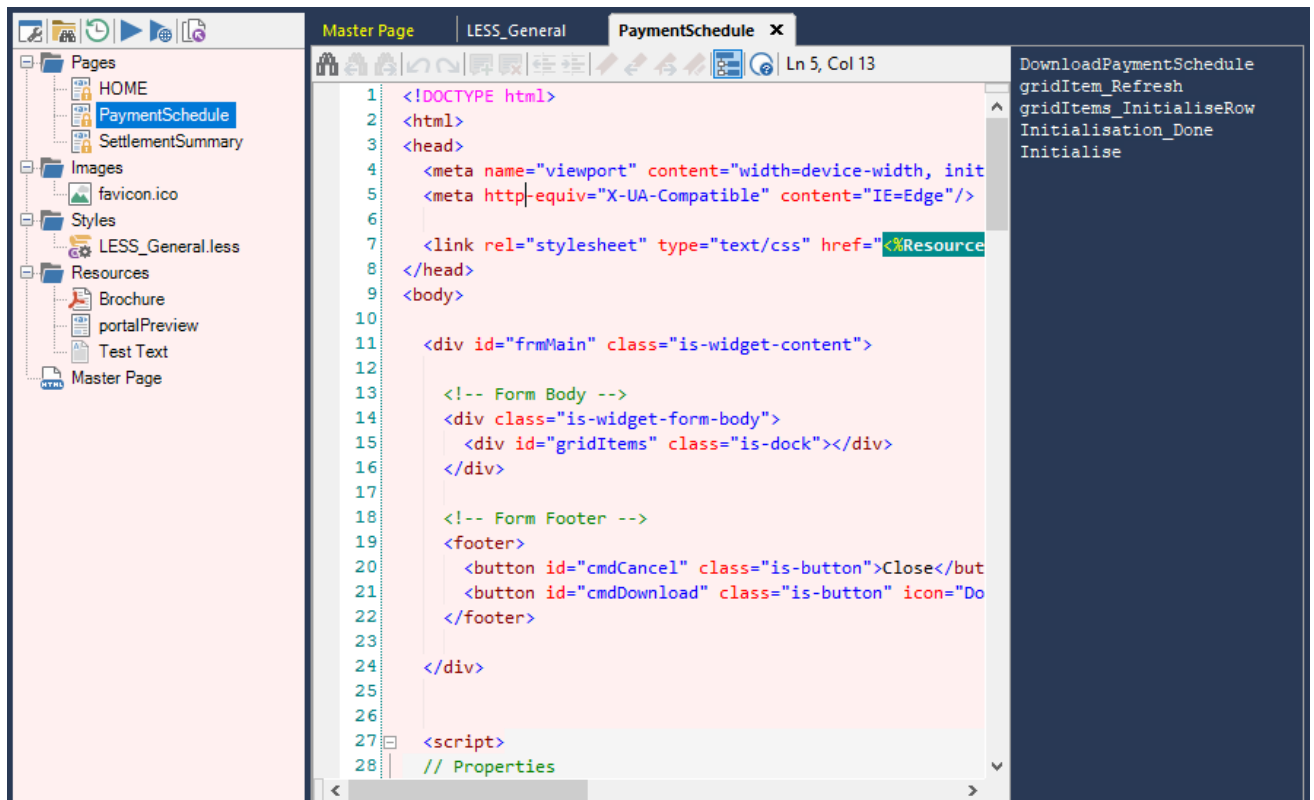 Pages
HOME
PaymentSchedule
SettlementSummary
Images
favicon.ico
Styles
LESS_General.less
Resources
Brochure
portalPreview
Test Text
Master Page
Master Page LESS_General PaymentSchedule X
Ln 5, Col 13
1 <!DOCTYPE html>
2 <html>
3 <head>
4 <meta name="viewport" content="width=device-width, init
5 <meta http-equiv="X-UA-Compatible" content="IE=Edge"/>
6
7 <link rel="stylesheet" type="text/css" href="<%Resource
8 </head>
9 <body>
10
11 <div id="frmMain" class="is-widget-content">
12
13 <!-- Form Body -->
14 <div class="is-widget-form-body">
15 <div id="gridItems" class="is-dock"></div>
16 </div>
17
18 <!-- Form Footer -->
19 <footer>
20 <button id="cmdCancel" class="is-button">Close</but
21 <button id="cmdDownload" class="is-button" icon="Do
22 </footer>
23
24 </div>
25
26
27 <script>
28 // Properties
DownloadPaymentSchedule
gridItem_Refresh
gridItems_InitialiseRow
Initialisation_Done
Initialise